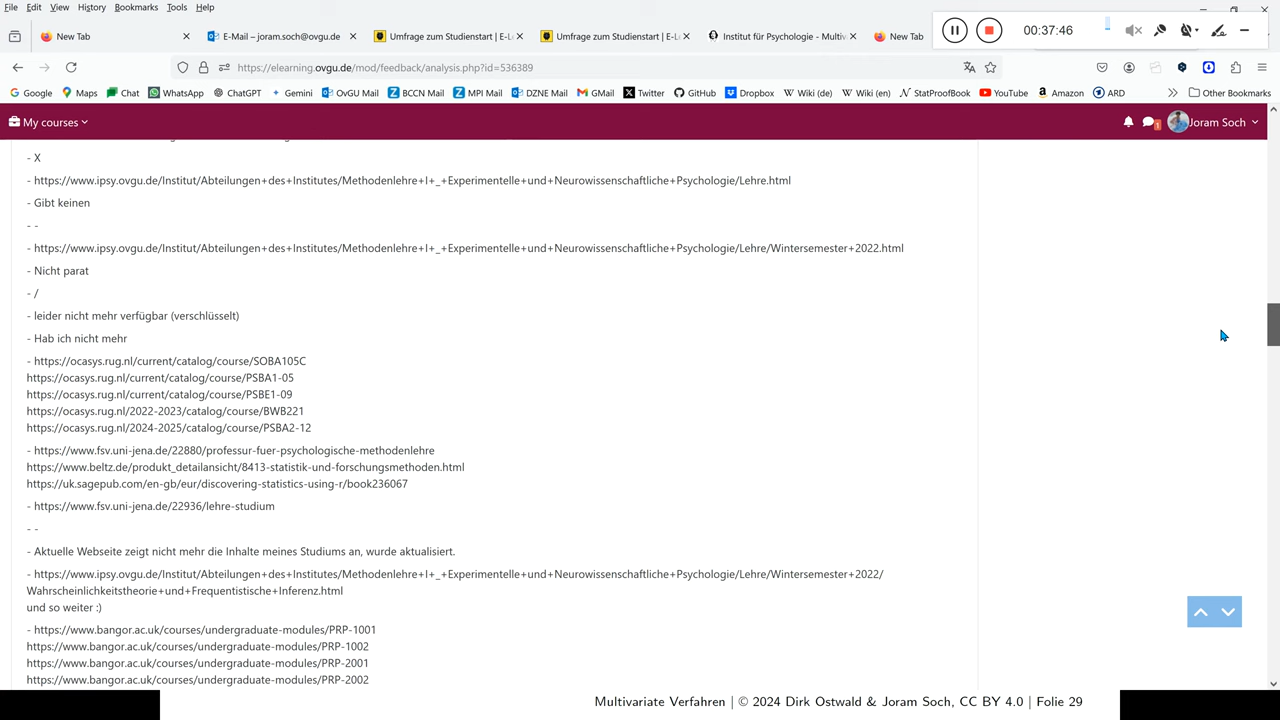 File Edit View History Bookmarks Tools Help
New Tab
E-Mail – joram.soch@ovgu.de
Umfrage zum Studienstart | E-L
Umfrage zum Studienstart | E-L
Institut für Psychologie - Multiv
New Tab
00:37:46
https://elearning.ovgu.de/mod/feedback/analysis.php?id=536389
Google Maps Chat WhatsApp ChatGPT Gemini OvGU Mail BCCN Mail MPI Mail DZNE Mail GMail Twitter GitHub Dropbox Wiki (de) Wiki (en) StatProofBook YouTube Amazon ARD Other Bookmarks
My courses
1
Joram Soch
- X
- https://www.ipsy.ovgu.de/Institut/Abteilungen+des+Institutes/Methodenlehre+I+_+Experimentelle+und+Neurowissenschaftliche+Psychologie/Lehre.html
- Gibt keinen
- -
- https://www.ipsy.ovgu.de/Institut/Abteilungen+des+Institutes/Methodenlehre+I+_+Experimentelle+und+Neurowissenschaftliche+Psychologie/Lehre/Wintersemester+2022.html
- Nicht parat
- /
- leider nicht mehr verfügbar (verschlüsselt)
- Hab ich nicht mehr
- https://ocasys.rug.nl/current/catalog/course/SOBA105C
https://ocasys.rug.nl/current/catalog/course/PSBA1-05
https://ocasys.rug.nl/current/catalog/course/PSBE1-09
https://ocasys.rug.nl/2022-2023/catalog/course/BWB221
https://ocasys.rug.nl/2024-2025/catalog/course/PSBA2-12
- https://www.fsv.uni-jena.de/22880/professur-fuer-psychologische-methodenlehre
https://www.beltz.de/produkt_detailansicht/8413-statistik-und-forschungsmethoden.html
https://uk.sagepub.com/en-gb/eur/discovering-statistics-using-r/book236067
- https://www.fsv.uni-jena.de/22936/lehre-studium
- -
- Aktuelle Webseite zeigt nicht mehr die Inhalte meines Studiums an, wurde aktualisiert.
- https://www.ipsy.ovgu.de/Institut/Abteilungen+des+Institutes/Methodenlehre+I+_+Experimentelle+und+Neurowissenschaftliche+Psychologie/Lehre/Wintersemester+2022/
Wahrscheinlichkeitstheorie+und+Frequentistische+Inferenz.html
und so weiter :)
- https://www.bangor.ac.uk/courses/undergraduate-modules/PRP-1001
https://www.bangor.ac.uk/courses/undergraduate-modules/PRP-1002
https://www.bangor.ac.uk/courses/undergraduate-modules/PRP-2001
https://www.bangor.ac.uk/courses/undergraduate-modules/PRP-2002
Multivariate Verfahren | © 2024 Dirk Ostwald & Joram Soch, CC BY 4.0 | Folie 29